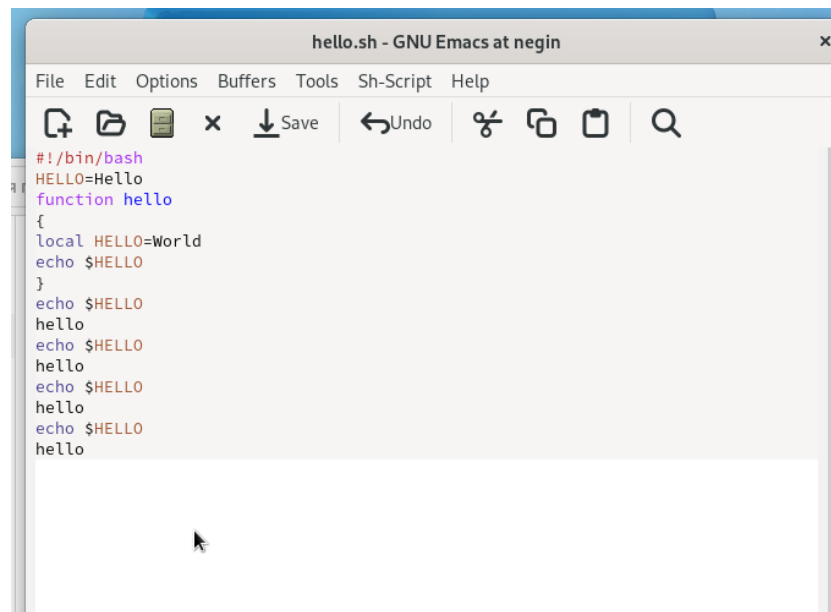 hello.sh - GNU Emacs at negin
File Edit Options Buffers Tools Sh-Script Help
Save Undo
#!/bin/bash
HELLO=Hello
function hello
{
local HELLO=World
echo $HELLO
}
echo $HELLO
hello
echo $HELLO
hello
echo $HELLO
hello
echo $HELLO
hello